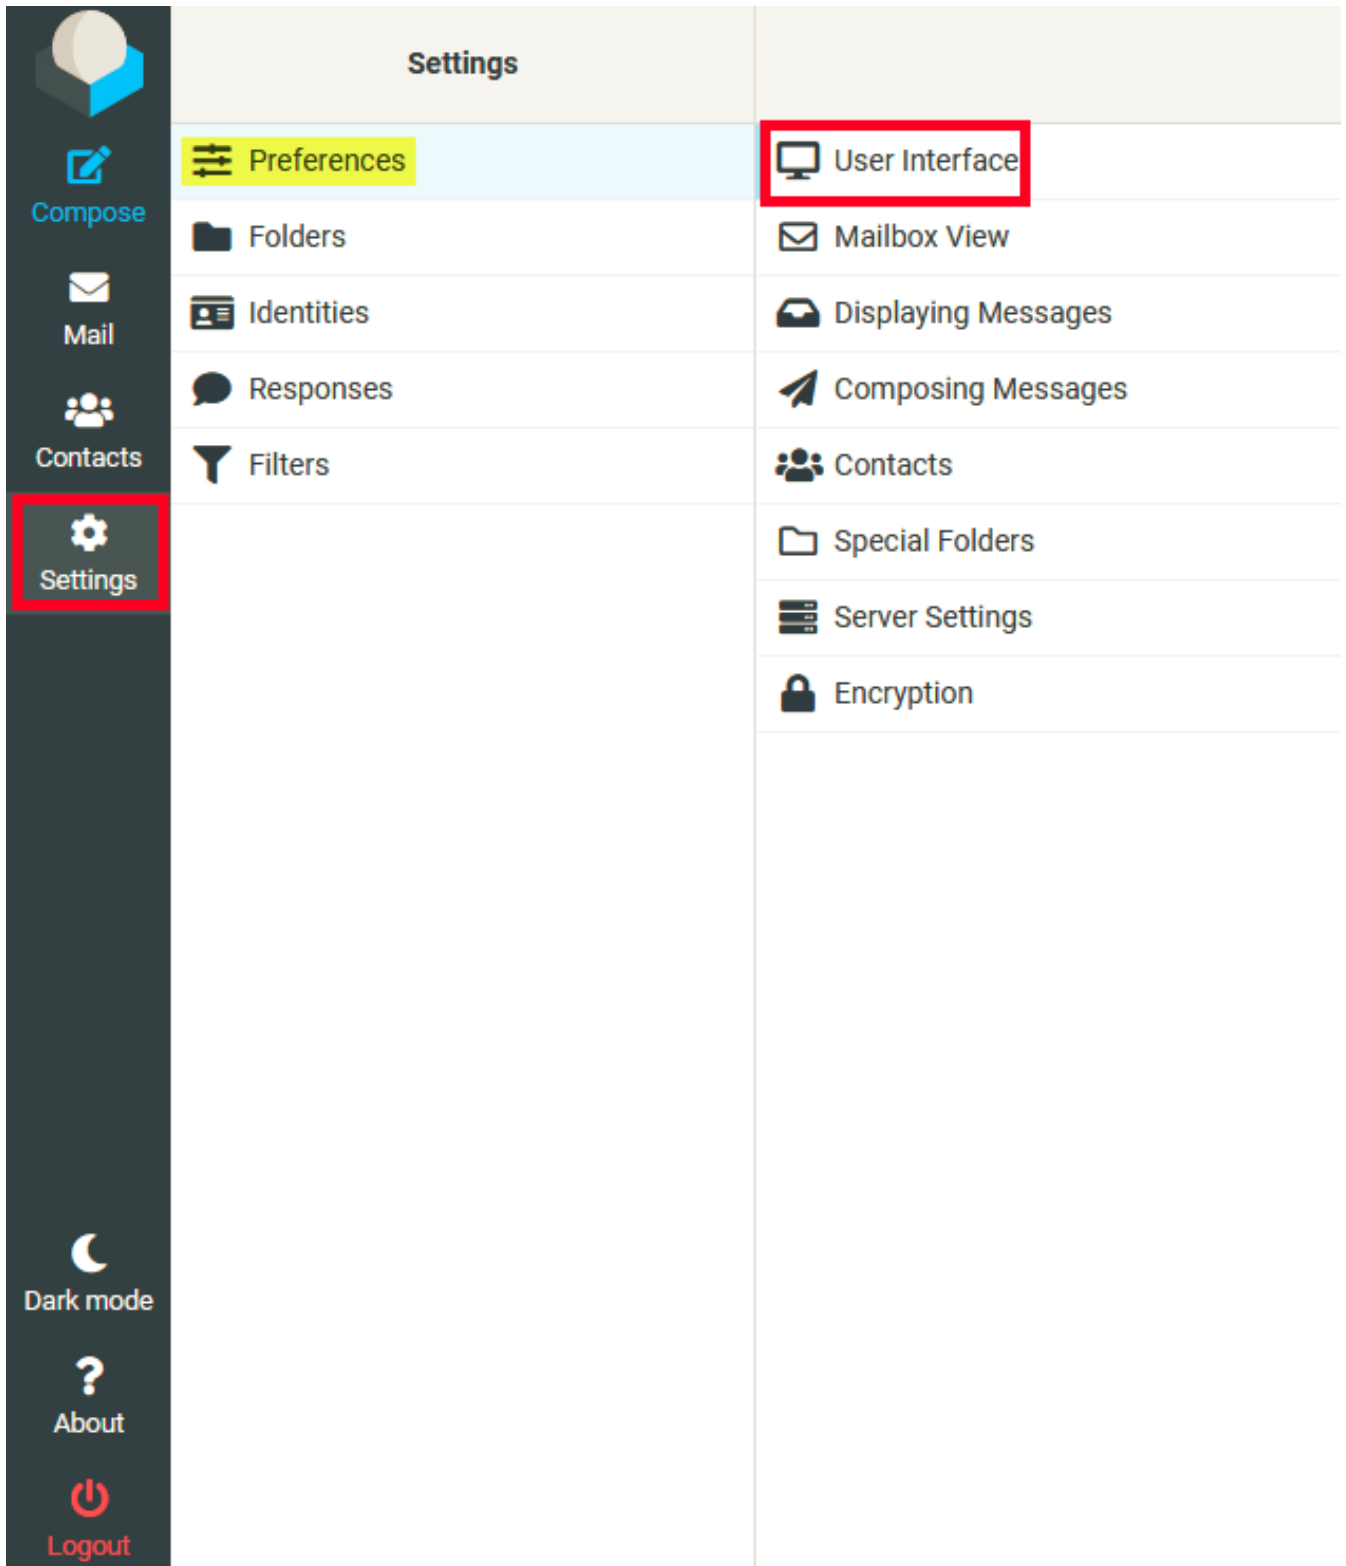 Compose
Mail
Contacts
Settings
Dark mode
About
Logout
Settings
Preferences
Folders
Identities
Responses
Filters
User Interface
Mailbox View
Displaying Messages
Composing Messages
Contacts
Special Folders
Server Settings
Encryption